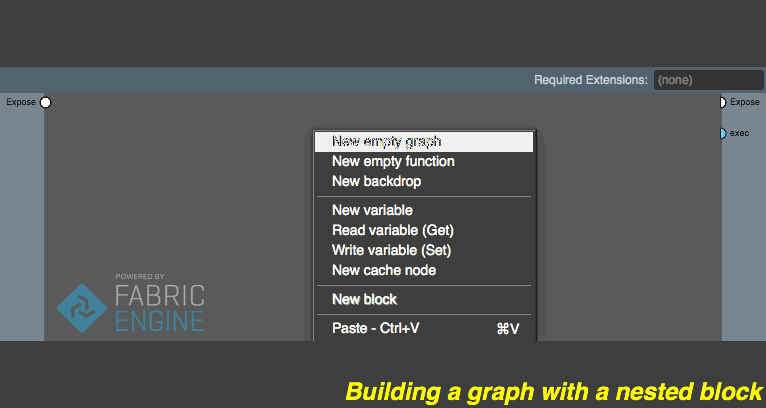 Required Extensions: (none)
Expose
Expose
exec
New empty graph
New empty function
New backdrop
New variable
Read variable (Get)
Write variable (Set)
New cache node
New block
Paste - Ctrl+V ⌘V
POWERED BY
FABRIC
ENGINE
Building a graph with a nested block